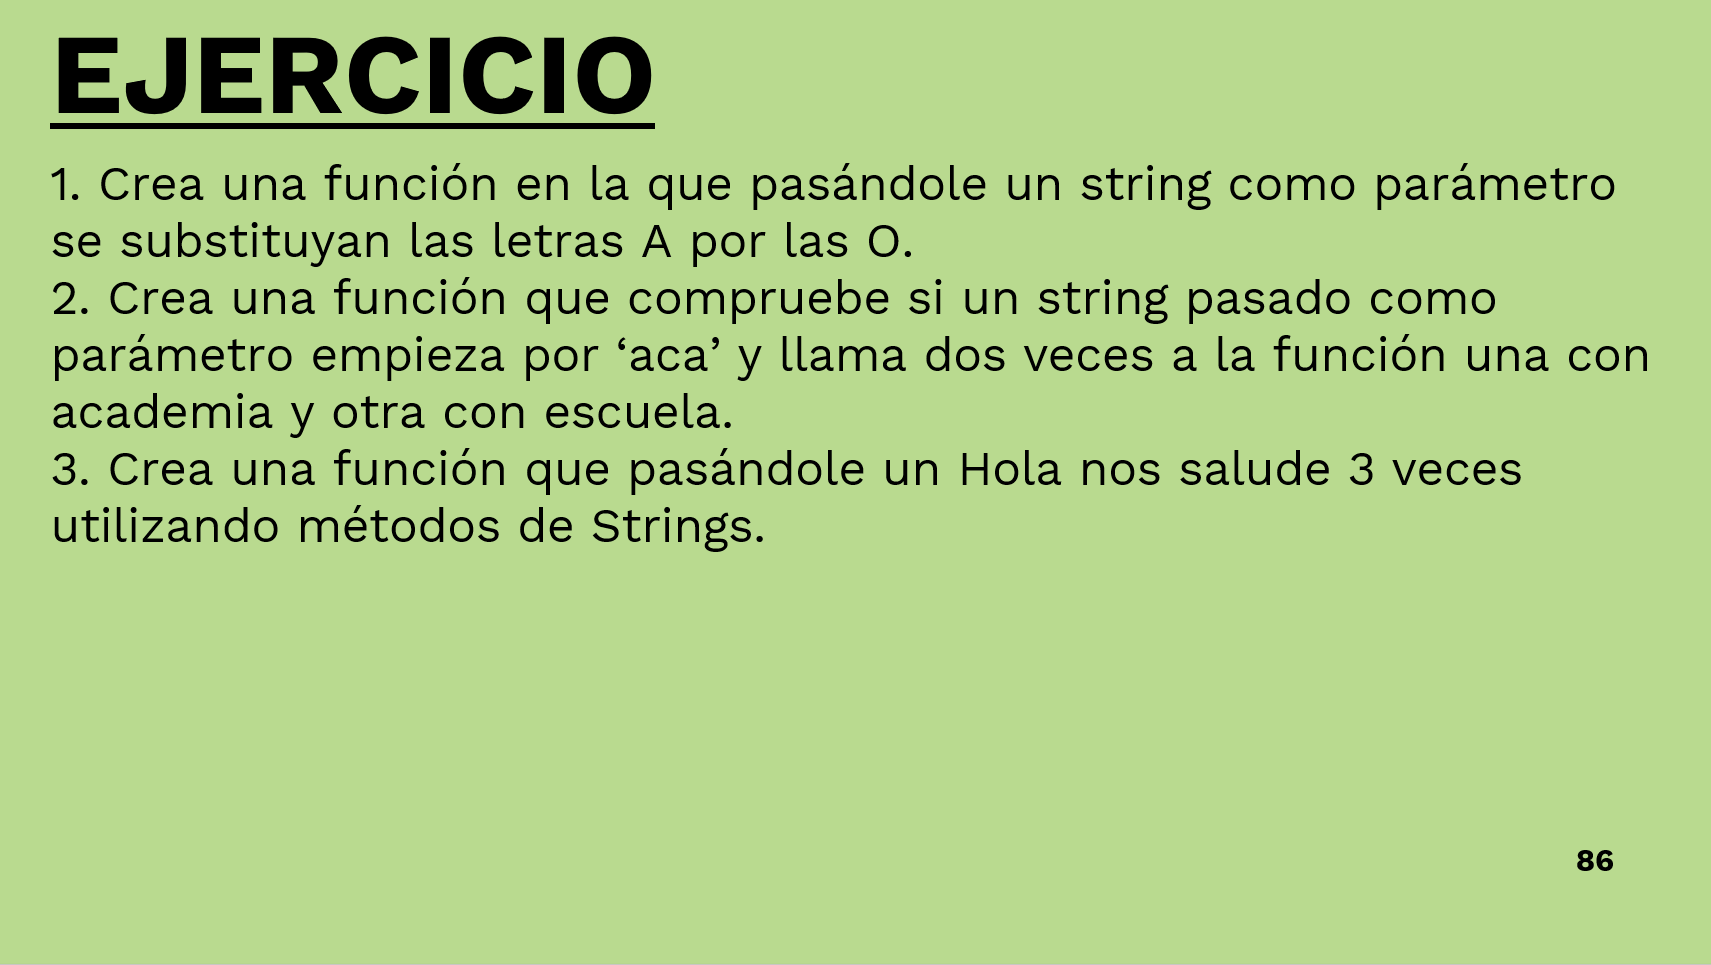 EJERCICIO
1. Crea una función en la que pasándole un string como parámetro
se substituyan las letras A por las O.
2. Crea una función que compruebe si un string pasado como
parámetro empieza por ‘aca’ y llama dos veces a la función una con
academia y otra con escuela.
3. Crea una función que pasándole un Hola nos salude 3 veces
utilizando métodos de Strings.
86